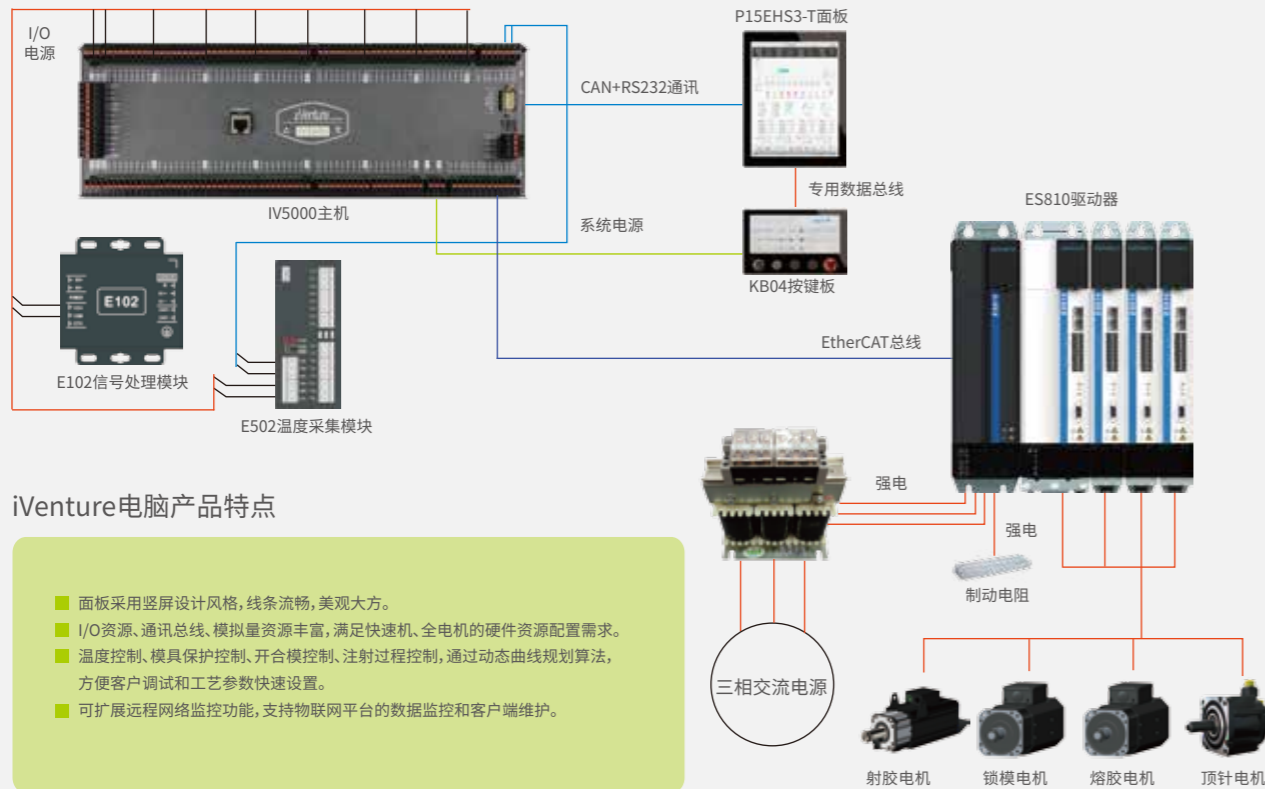 P15EHS3-T面板
I/O
电源
CAN+RS232通讯
iVenture
专用数据总线
ES810驱动器
IV5000主机
系统电源
KB04按键板
E102
EtherCAT总线
E102信号处理模块
E502温度采集模块
强电
iVenture电脑产品特点
强电
制动电阻
面板采用竖屏设计风格,线条流畅,美观大方。
I/O资源、通讯总线、模拟量资源丰富,满足快速机、全电机的硬件资源配置需求。
温度控制、模具保护控制、开合模控制、注射过程控制,通过动态曲线规划算法,
方便客户调试和工艺参数快速设置。
可扩展远程网络监控功能,支持物联网平台的数据监控和客户端维护。
三相交流电源
射胶电机
锁模电机
熔胶电机
顶针电机